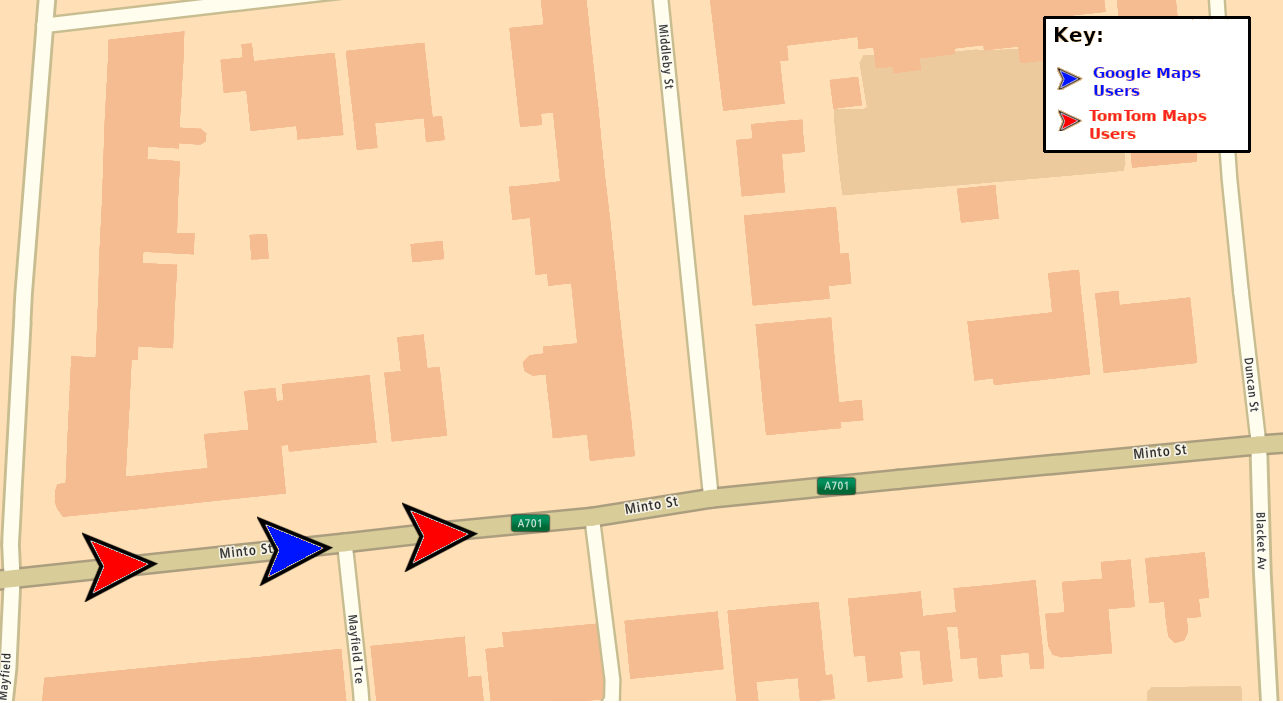 Key:
Google Maps
Users
TomTom Maps
Users
Middleby St
Duncan St
Minto St
A701
Minto St
A701
Minto St
Blacket Av
Mayfield Tce
Mayfield